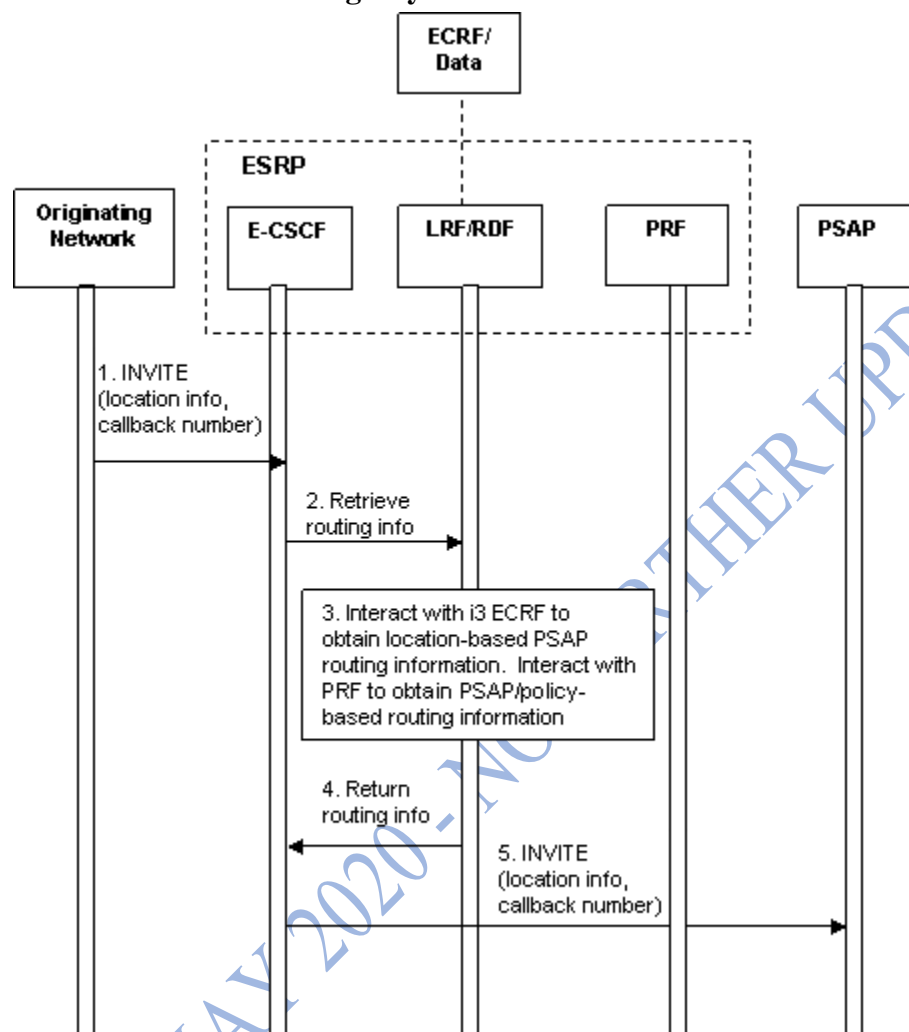 ECRF/
Data
ESRP
Originating
Network
E-CSCF
LRF/RDF
PRF
PSAP
1. INVITE
(location info,
callback number)
2. Retrieve
routing info
3. Interact with i3 ECRF to
obtain location-based PSAP
routing information. Interact with
PRF to obtain PSAP/policy-
based routing information
4. Return
routing info
5. INVITE
(location info,
callback number)
2020 -